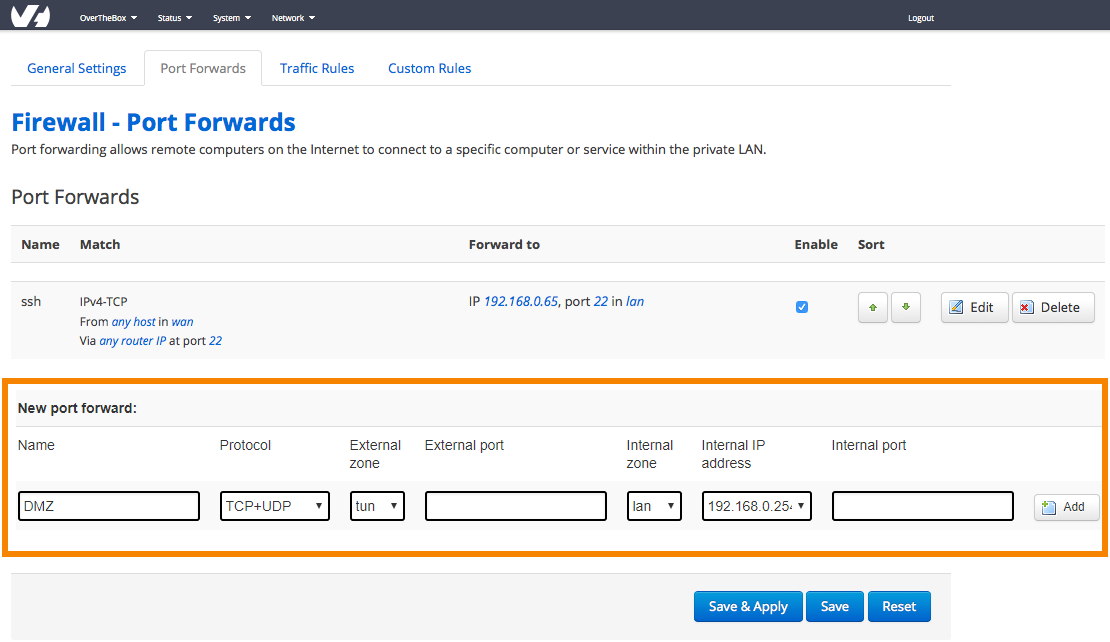 OverTheBox Status System Network Logout
General Settings Port Forwards Traffic Rules Custom Rules
Firewall - Port Forwards
Port forwarding allows remote computers on the Internet to connect to a specific computer or service within the private LAN.
Port Forwards
Name Match Forward to Enable Sort
ssh IPv4-TCP IP 192.168.0.65, port 22 in lan Edit Delete
From any host in wan
Via any router IP at port 22
New port forward:
Name Protocol External zone External port Internal zone Internal IP address Internal port
DMZ TCP+UDP tun lan 192.168.0.254 Add
Save & Apply Save Reset